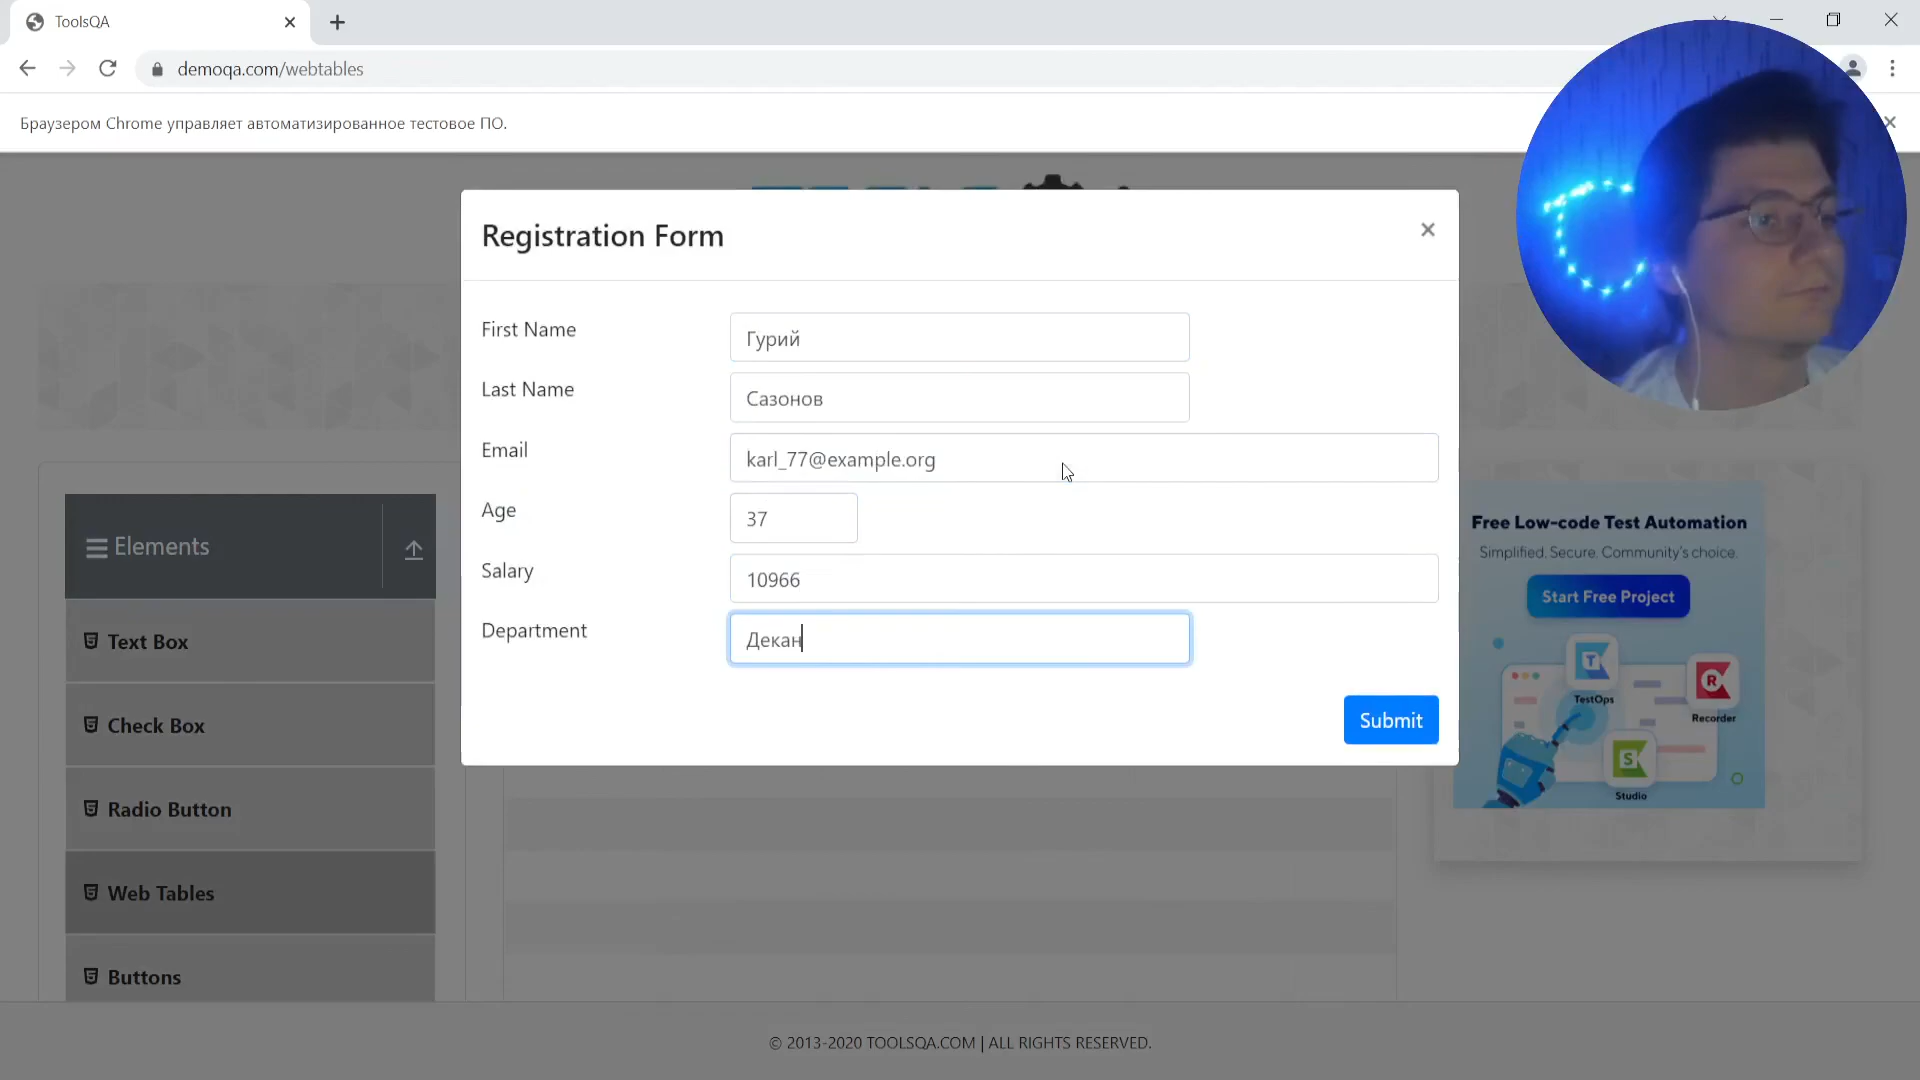 ToolsQA
demoqa.com/webtables
Браузером Chrome управляет автоматизированное тестовое ПО.
Registration Form
First Name
Гурий
Last Name
Сазонов
Email
karl_77@example.org
Age
37
Salary
10966
Department
Декан
Submit
Elements
Text Box
Check Box
Radio Button
Web Tables
Buttons
Free Low-code Test Automation
Simplified. Secure. Community's choice.
Start Free Project
TestOps
Recorder
Studio
© 2013-2020 TOOLSQA.COM | ALL RIGHTS RESERVED.